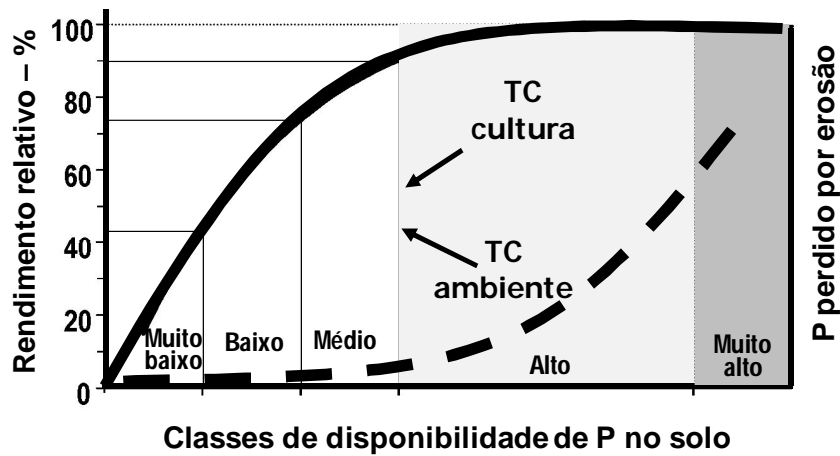 Rendimento relativo – %
100
80
60
40
20
0
TC
cultura
TC
ambiente
Muito
baixo
Baixo
Médio
Alto
Muito
alto
P perdido por erosão
Classes de disponibilidade de P no solo